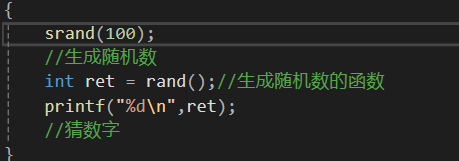 {
srand(100);
//生成随机数
int ret = rand();//生成随机数的函数
printf("%d\n",ret);
//猜数字
}